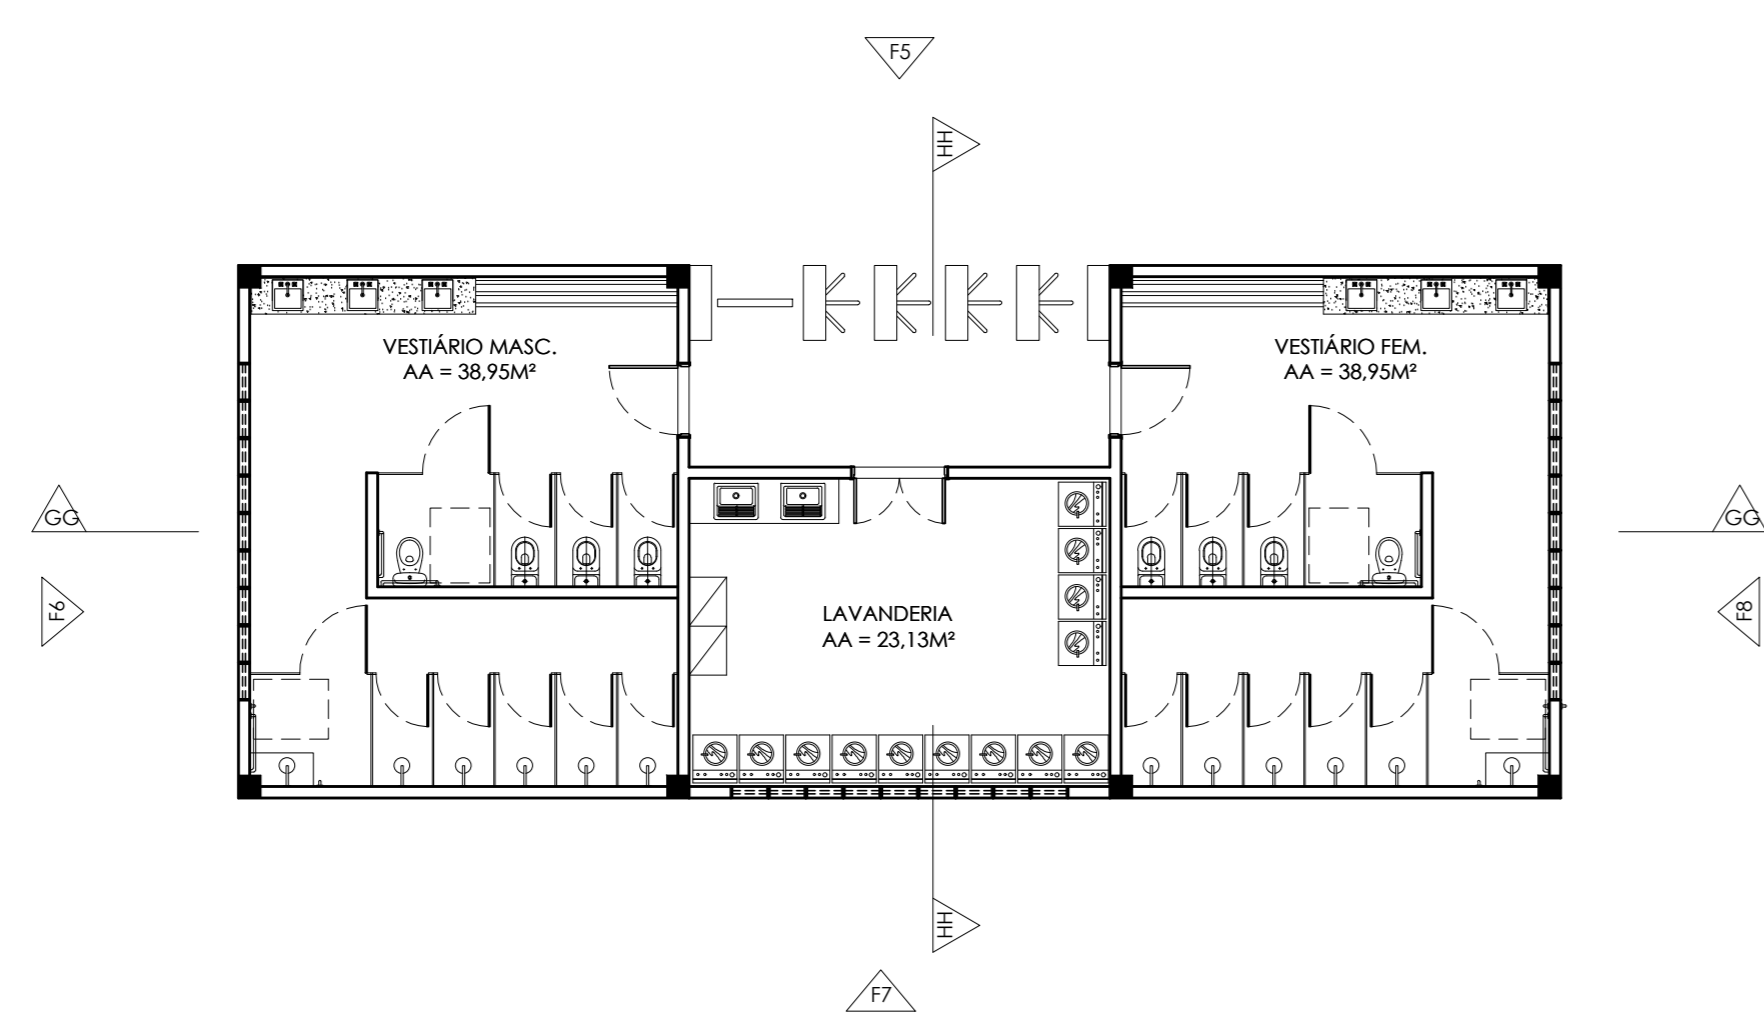 F5
HH
VESTIÁRIO MASC.
AA = 38,95M²
VESTIÁRIO FEM.
AA = 38,95M²
GG
GG
F6
F8
LAVANDERIA
AA = 23,13M²
HH
F7